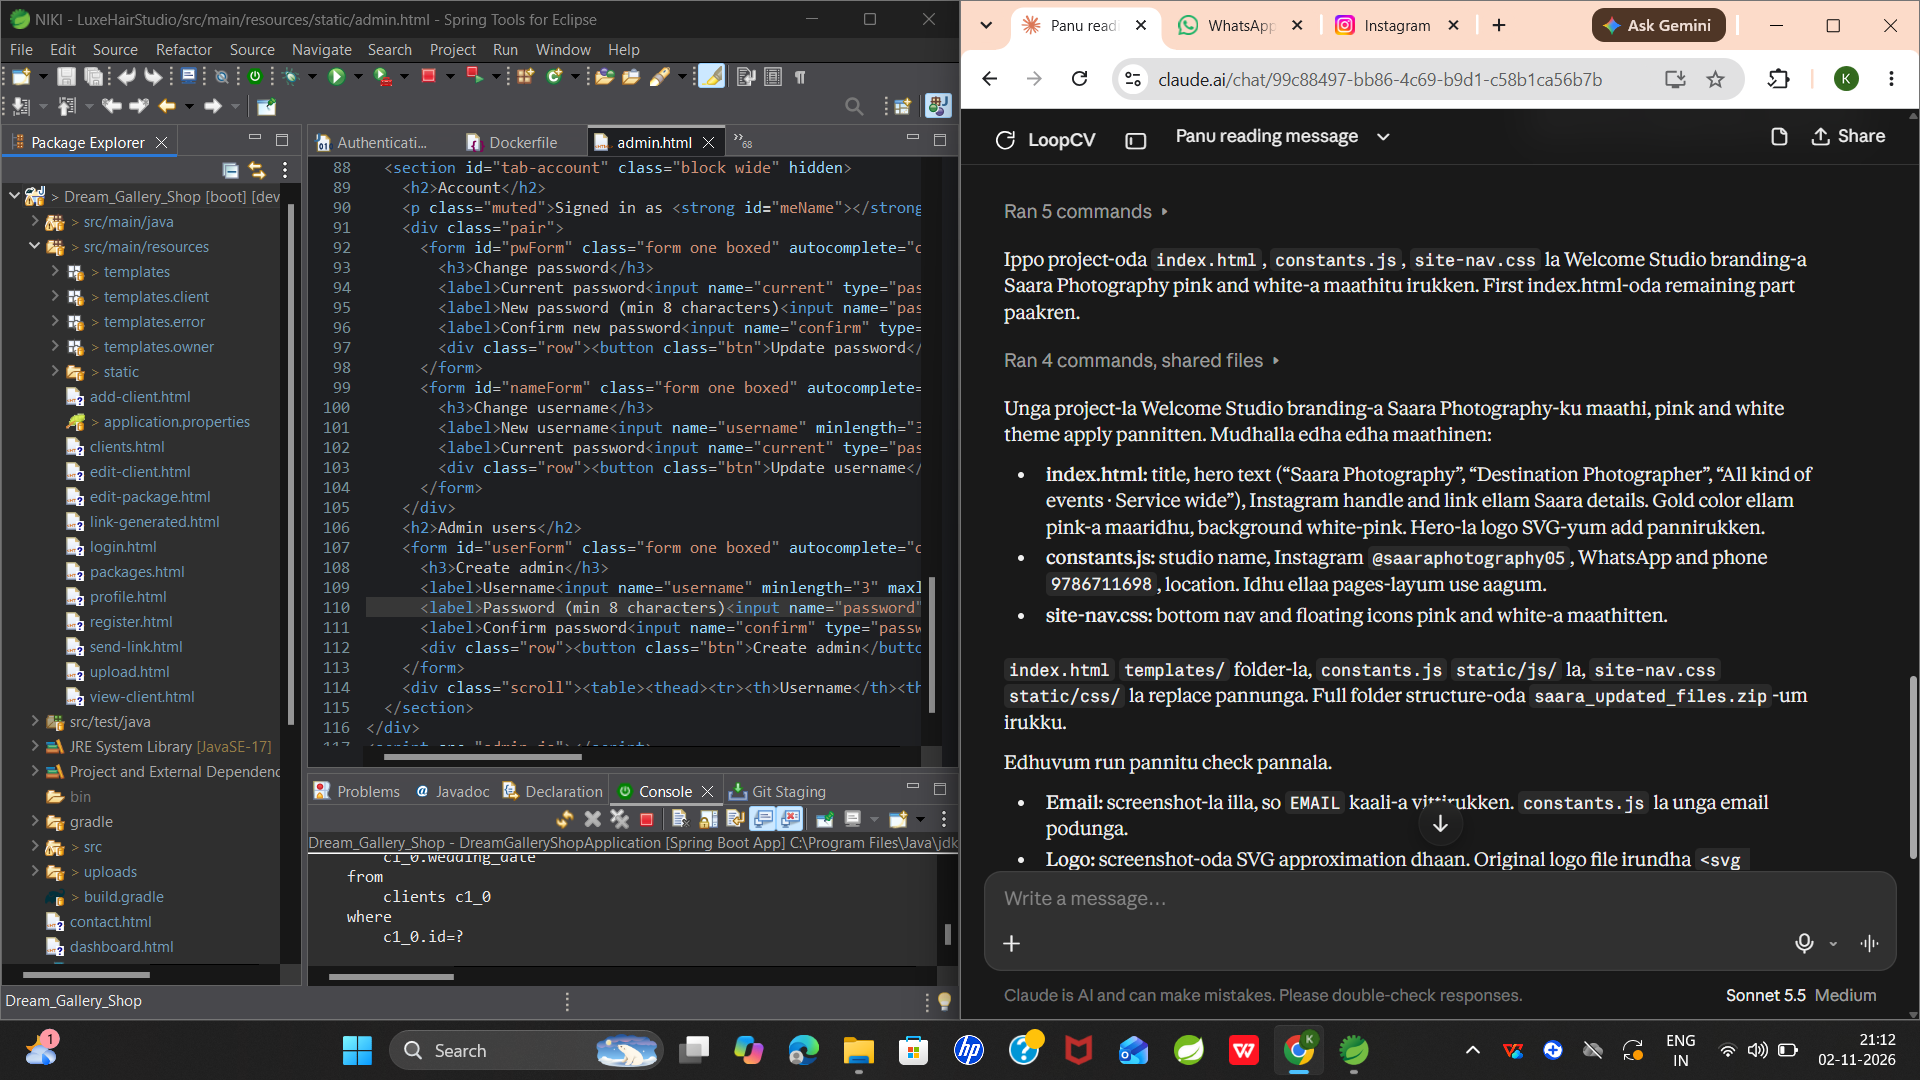 NIKI - LuxeHairStudio/src/main/resources/static/admin.html - Spring Tools for Eclipse
File Edit Source Refactor Source Navigate Search Project Run Window Help
Package Explorer
> Dream_Gallery_Shop [boot] [dev
> src/main/java
> src/main/resources
> templates
> templates.client
> templates.error
> templates.owner
> static
add-client.html
> application.properties
clients.html
edit-client.html
edit-package.html
link-generated.html
login.html
packages.html
profile.html
register.html
send-link.html
upload.html
view-client.html
src/test/java
JRE System Library [JavaSE-17]
Project and External Dependenc
bin
gradle
> src
> uploads
> build.gradle
contact.html
dashboard.html
Dream_Gallery_Shop
Authenticati...
Dockerfile
admin.html
»68
88 <section id="tab-account" class="block wide" hidden>
89 <h2>Account</h2>
90 <p class="muted">Signed in as <strong id="meName"></strong
91 <div class="pair">
92 <form id="pwForm" class="form one boxed" autocomplete="o
93 <h3>Change password</h3>
94 <label>Current password<input name="current" type="pas
95 <label>New password (min 8 characters)<input name="pas
96 <label>Confirm new password<input name="confirm" type=
97 <div class="row"><button class="btn">Update password</
98 </form>
99 <form id="nameForm" class="form one boxed" autocomplete=
100 <h3>Change username</h3>
101 <label>New username<input name="username" minlength="3
102 <label>Current password<input name="current" type="pas
103 <div class="row"><button class="btn">Update username</
104 </form>
105 </div>
106 <h2>Admin users</h2>
107 <form id="userForm" class="form one boxed" autocomplete="o
108 <h3>Create admin</h3>
109 <label>Username<input name="username" minlength="3" maxl
110 <label>Password (min 8 characters)<input name="password"
111 <label>Confirm password<input name="confirm" type="passw
112 <div class="row"><button class="btn">Create admin</butto
113 </form>
114 <div class="scroll"><table><thead><tr><th>Username</th><th
115 </section>
116 </div>
Problems Javadoc Declaration Console Git Staging
Dream_Gallery_Shop - DreamGalleryShopApplication [Spring Boot App] C:\Program Files\Java\jdk
c1_0.wedding_date
from
clients c1_0
where
c1_0.id=?
Panu readi
WhatsApp
Instagram
Ask Gemini
claude.ai/chat/99c88497-bb86-4c69-b9d1-c58b1ca56b7b
K
LoopCV
Panu reading message
Share
Ran 5 commands
Ippo project-oda index.html, constants.js, site-nav.css la Welcome Studio branding-a
Saara Photography pink and white-a maathitu irukken. First index.html-oda remaining part
paakren.
Ran 4 commands, shared files
Unga project-la Welcome Studio branding-a Saara Photography-ku maathi, pink and white
theme apply pannitten. Mudhalla edha edha maathinen:
• index.html: title, hero text (“Saara Photography”, “Destination Photographer”, “All kind of
events · Service wide”), Instagram handle and link ellam Saara details. Gold color ellam
pink-a maaridhu, background white-pink. Hero-la logo SVG-yum add pannirukken.
• constants.js: studio name, Instagram @saaraphotography05, WhatsApp and phone
9786711698, location. Idhu ellaa pages-layum use aagum.
• site-nav.css: bottom nav and floating icons pink and white-a maathitten.
index.html templates/ folder-la, constants.js static/js/ la, site-nav.css
static/css/ la replace pannunga. Full folder structure-oda saara_updated_files.zip-um
irukku.
Edhuvum run pannitu check pannala.
• Email: screenshot-la illa, so EMAIL kaali-a vittirukken. constants.js la unga email
podunga.
• Logo: screenshot-oda SVG approximation dhaan. Original logo file irundha <svg
Write a message...
Claude is AI and can make mistakes. Please double-check responses.
Sonnet 5.5 Medium
1
Search
K
ENG
IN
21:12
02-11-2026